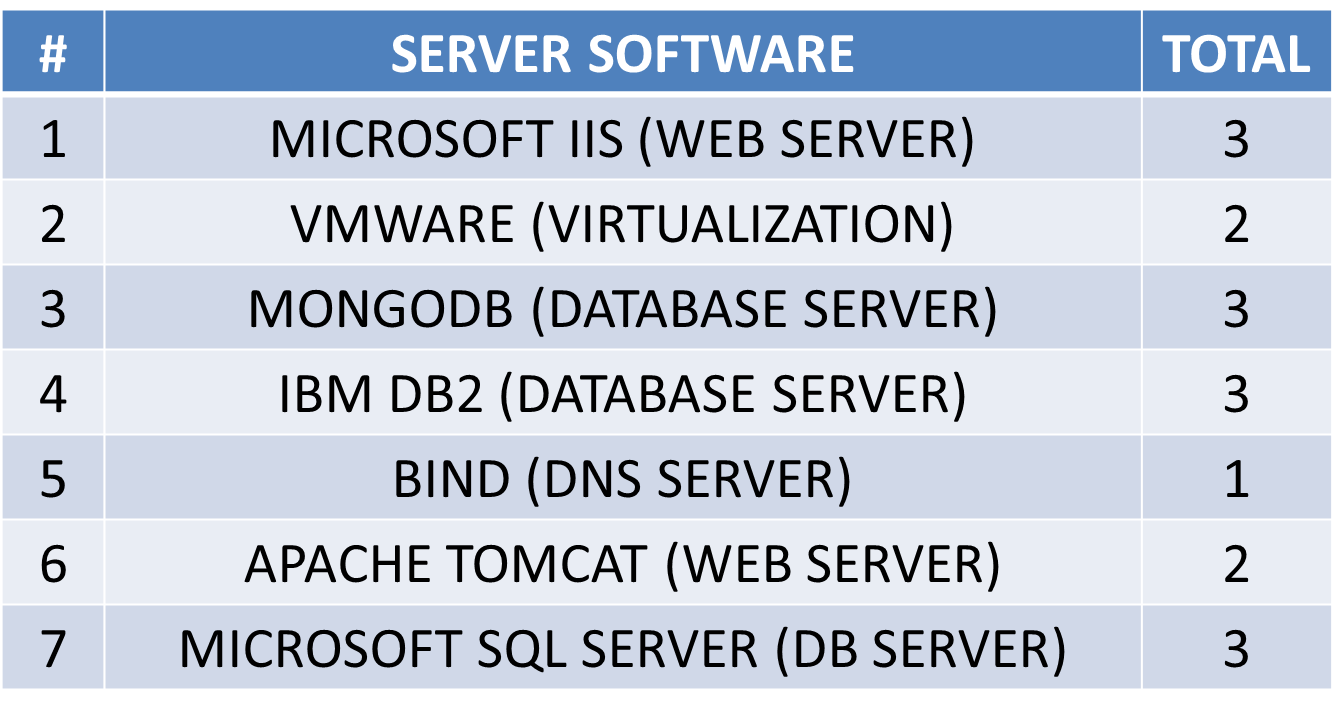 # SERVER SOFTWARE TOTAL
1 MICROSOFT IIS (WEB SERVER) 3
2 VMWARE (VIRTUALIZATION) 2
3 MONGODB (DATABASE SERVER) 3
4 IBM DB2 (DATABASE SERVER) 3
5 BIND (DNS SERVER) 1
6 APACHE TOMCAT (WEB SERVER) 2
7 MICROSOFT SQL SERVER (DB SERVER) 3